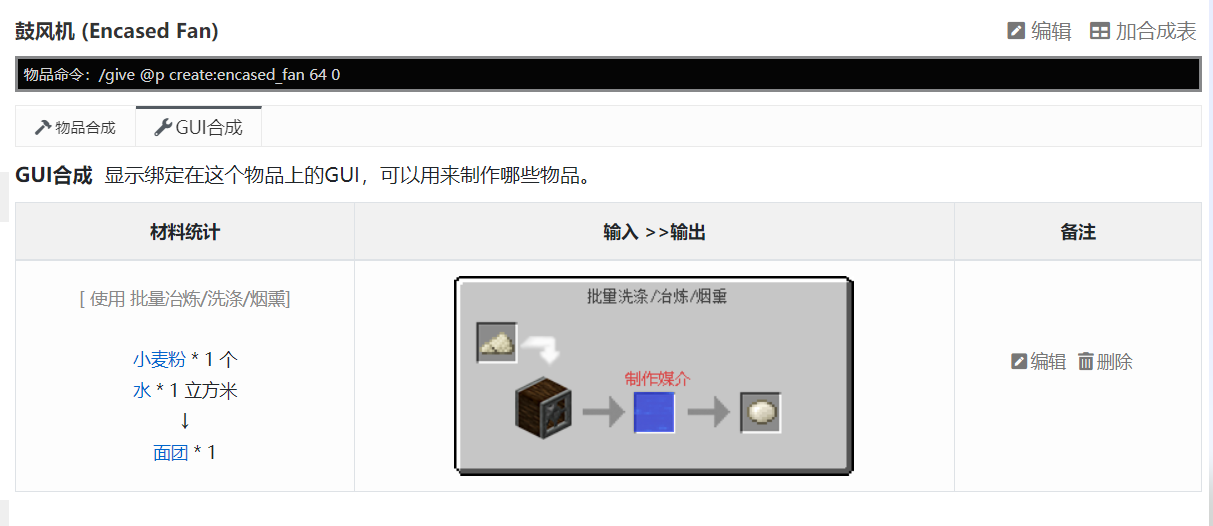 鼓风机 (Encased Fan)
编辑 加合成表
物品命令：/give @p create:encased_fan 64 0
物品合成 GUI合成
GUI合成 显示绑定在这个物品上的GUI，可以用来制作哪些物品。
材料统计 输入 >>输出 备注
[ 使用 批量冶炼/洗涤/烟熏]
小麦粉 * 1 个
水 * 1 立方米
↓
面团 * 1
批量洗涤/冶炼/烟熏
制作媒介
编辑 删除